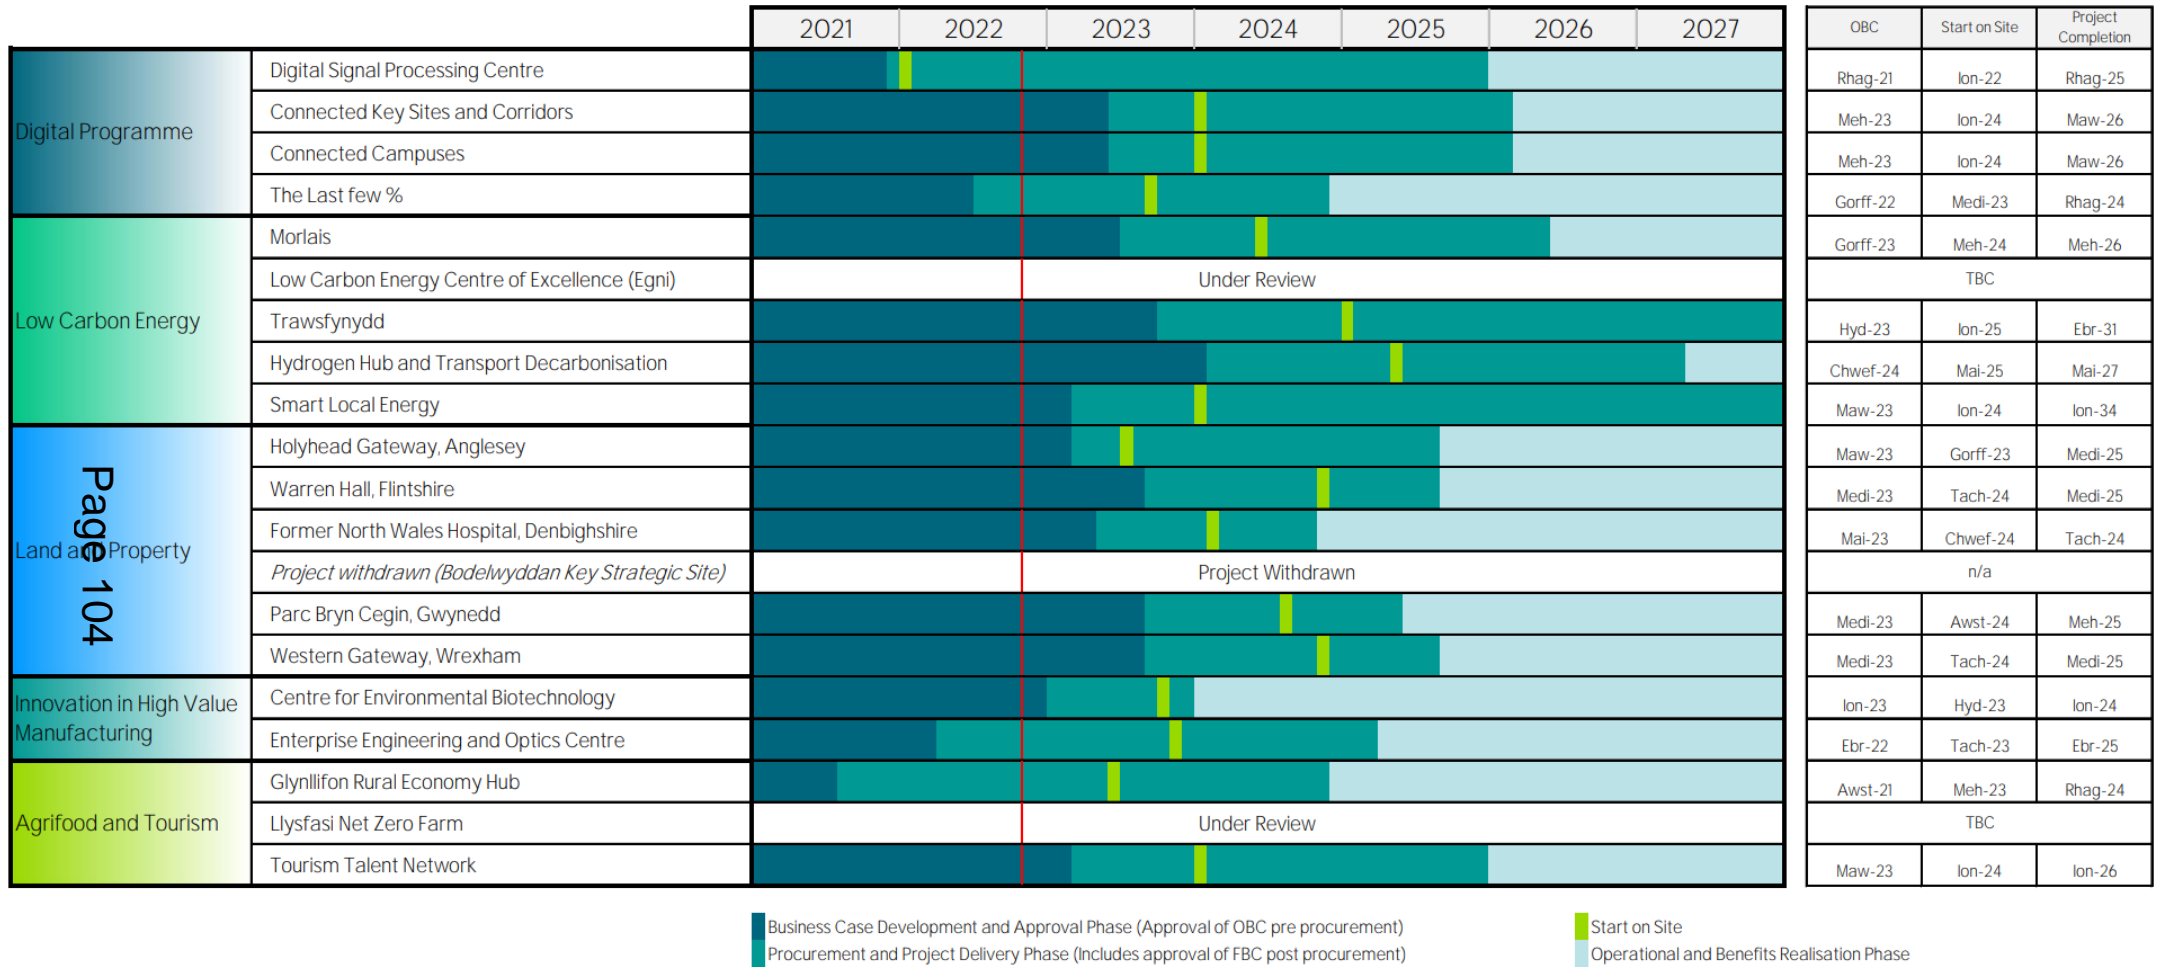 2021 2022 2023 2024 2025 2026 2027 OBC Start on Site Project Completion
Digital Programme
Digital Signal Processing Centre Rhag-21 Ion-22 Rhag-25
Connected Key Sites and Corridors Meh-23 Ion-24 Maw-26
Connected Campuses Meh-23 Ion-24 Maw-26
The Last few % Gorff-22 Medi-23 Rhag-24
Low Carbon Energy
Morlais Gorff-23 Meh-24 Meh-26
Low Carbon Energy Centre of Excellence (Egni) Under Review TBC
Trawsfynydd Hyd-23 Ion-25 Ebr-31
Hydrogen Hub and Transport Decarbonisation Chwef-24 Mai-25 Mai-27
Smart Local Energy Maw-23 Ion-24 Ion-34
Land and Property
Page 104
Holyhead Gateway, Anglesey Maw-23 Gorff-23 Medi-25
Warren Hall, Flintshire Medi-23 Tach-24 Medi-25
Former North Wales Hospital, Denbighshire Mai-23 Chwef-24 Tach-24
Project withdrawn (Bodelwyddan Key Strategic Site) Project Withdrawn n/a
Parc Bryn Cegin, Gwynedd Medi-23 Awst-24 Meh-25
Western Gateway, Wrexham Medi-23 Tach-24 Medi-25
Innovation in High Value
Manufacturing
Centre for Environmental Biotechnology Ion-23 Hyd-23 Ion-24
Enterprise Engineering and Optics Centre Ebr-22 Tach-23 Ebr-25
Agrifood and Tourism
Glynllifon Rural Economy Hub Awst-21 Meh-23 Rhag-24
Llysfasi Net Zero Farm Under Review TBC
Tourism Talent Network Maw-23 Ion-24 Ion-26
Business Case Development and Approval Phase (Approval of OBC pre procurement) Start on Site
Procurement and Project Delivery Phase (Includes approval of FBC post procurement) Operational and Benefits Realisation Phase